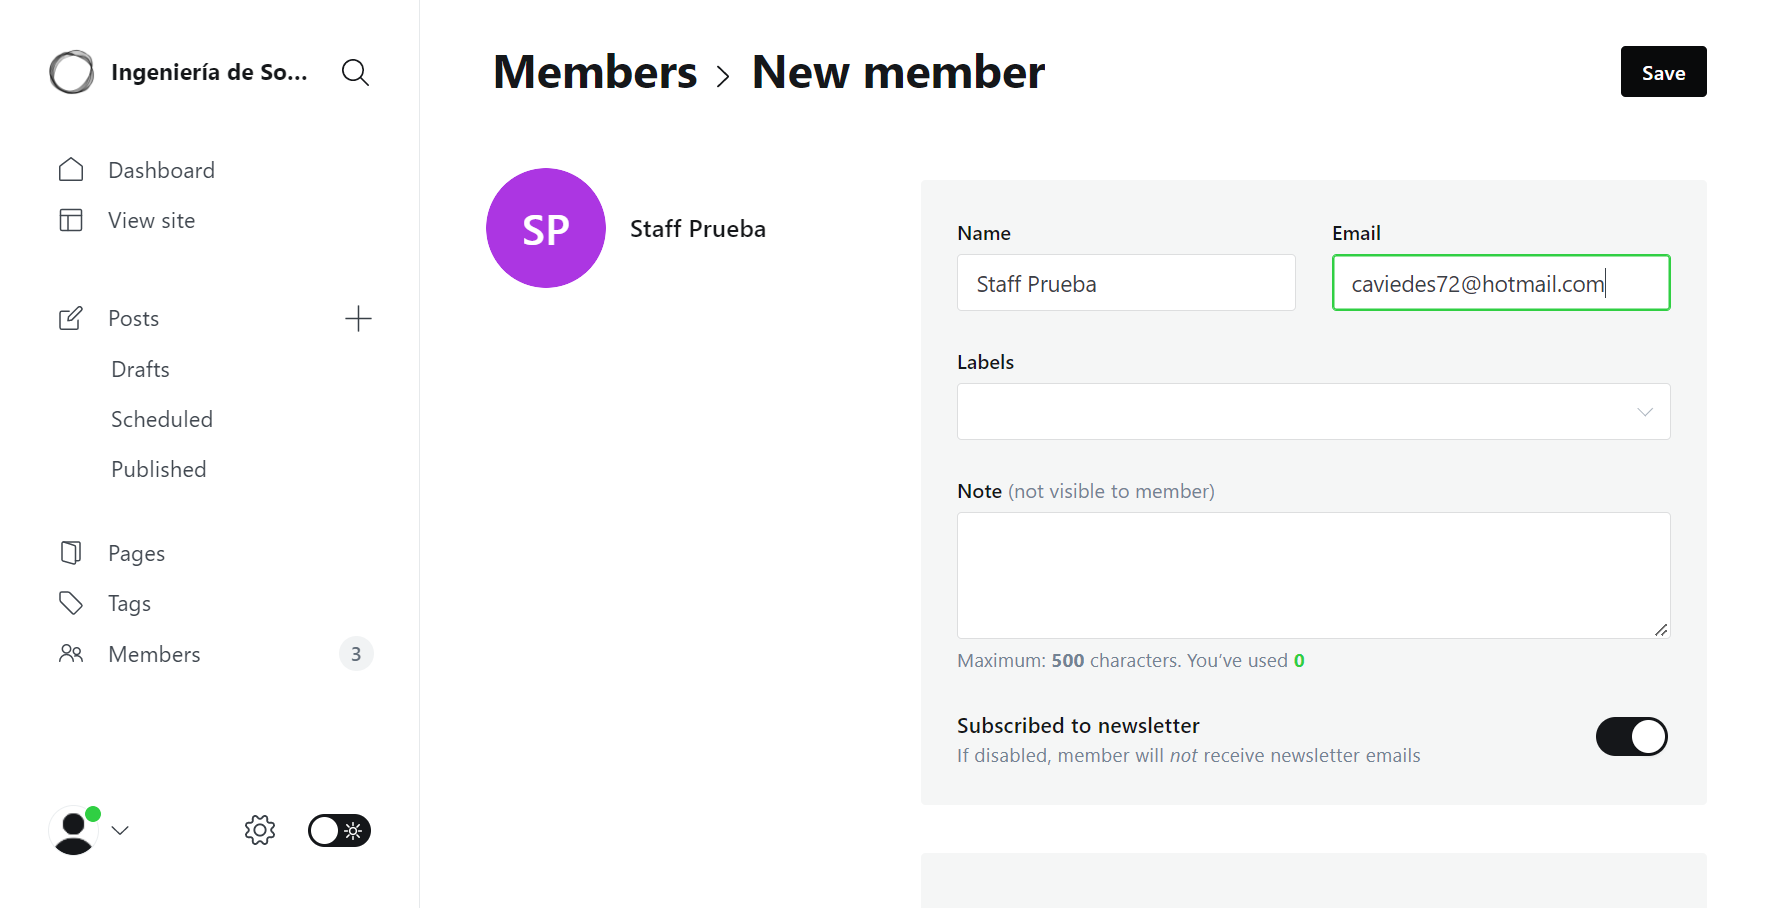 Ingeniería de So...
Dashboard
View site
Posts
Drafts
Scheduled
Published
Pages
Tags
Members 3
Members > New member
Save
SP
Staff Prueba
Name
Staff Prueba
Email
caviedes72@hotmail.com
Labels
Note (not visible to member)
Maximum: 500 characters. You’ve used 0
Subscribed to newsletter
If disabled, member will not receive newsletter emails